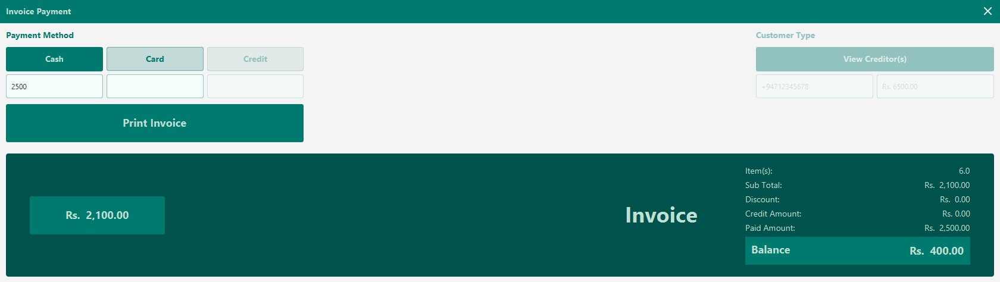 Invoice Payment
Payment Method
Customer Type
Cash Card Credit
View Creditor(s)
2500
+94712345678 Rs. 6500.00
Print Invoice
Rs. 2,100.00
Invoice
Item(s): 6.0
Sub Total: Rs. 2,100.00
Discount: Rs. 0.00
Credit Amount: Rs. 0.00
Paid Amount: Rs. 2,500.00
Balance Rs. 400.00